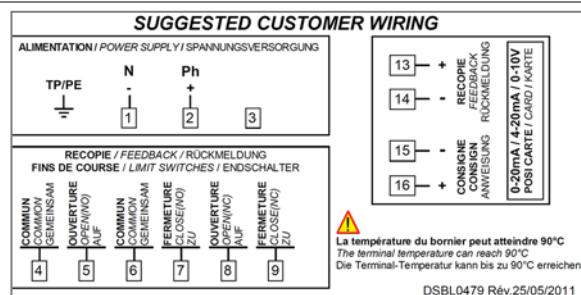 SUGGESTED CUSTOMER WIRING
ALIMENTATION / POWER SUPPLY / SPANNUNGSVERSORGUNG
TP/PE
N
-
1
Ph
+
2
3
RECOPIE / FEEDBACK / RÜCKMELDUNG
FINS DE COURSE / LIMIT SWITCHES / ENDSCHALTER
COMMUN
COMMON
GEMEINSAM
4
OUVERTURE
OPEN(NO)
AUF
5
COMMUN
COMMON
GEMEINSAM
6
FERMETURE
CLOSE(NO)
ZU
7
OUVERTURE
OPEN(NC)
AUF
8
FERMETURE
CLOSE(NC)
ZU
9
13 +
14 -
RECOPIE
FEEDBACK
RÜCKMELDUNG
15 -
16 +
CONSIGNE
CONSIGN
ANWEISUNG
0-20mA / 4-20mA / 0-10V
POSI CARTE / CARD / KARTE
La température du bornier peut atteindre 90°C
The terminal temperature can reach 90°C
Die Terminal-Temperatur kann bis zu 90°C erreichen
DSBL0479 Rév.25/05/2011